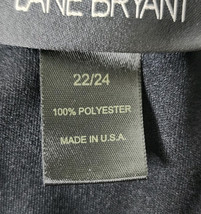 LANE BRYANT
22/24
100% POLYESTER
MADE IN U.S.A.